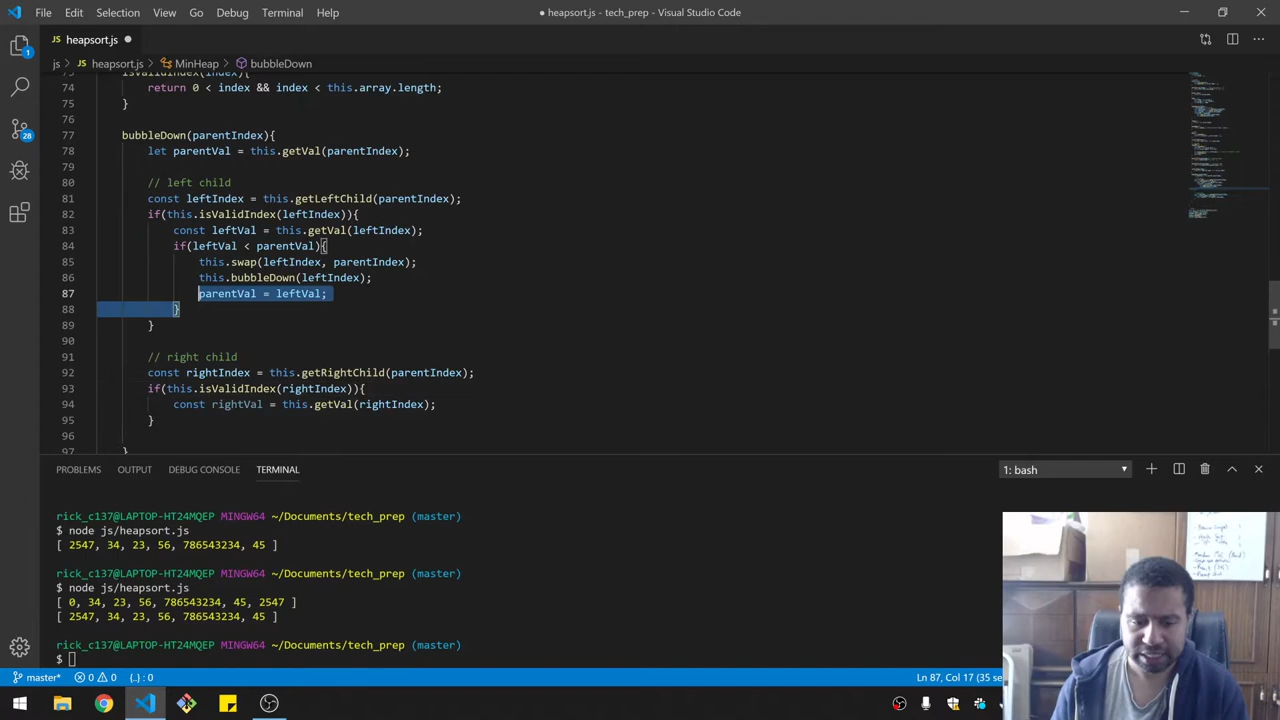 File Edit Selection View Go Debug Terminal Help
● heapsort.js - tech_prep - Visual Studio Code
JS heapsort.js ●
js > JS heapsort.js > MinHeap > bubbleDown
73 isValidIndex(index){
74 return 0 < index && index < this.array.length;
75 }
76
77 bubbleDown(parentIndex){
78 let parentVal = this.getVal(parentIndex);
79
80 // left child
81 const leftIndex = this.getLeftChild(parentIndex);
82 if(this.isValidIndex(leftIndex)){
83 const leftVal = this.getVal(leftIndex);
84 if(leftVal < parentVal){
85 this.swap(leftIndex, parentIndex);
86 this.bubbleDown(leftIndex);
87 parentVal = leftVal;
88 }
89 }
90
91 // right child
92 const rightIndex = this.getRightChild(parentIndex);
93 if(this.isValidIndex(rightIndex)){
94 const rightVal = this.getVal(rightIndex);
95 }
96
97 }
PROBLEMS OUTPUT DEBUG CONSOLE TERMINAL
1: bash
rick_c137@LAPTOP-HT24MQEP MINGW64 ~/Documents/tech_prep (master)
$ node js/heapsort.js
[ 2547, 34, 23, 56, 786543234, 45 ]
rick_c137@LAPTOP-HT24MQEP MINGW64 ~/Documents/tech_prep (master)
$ node js/heapsort.js
[ 0, 34, 23, 56, 786543234, 45, 2547 ]
[ 2547, 34, 23, 56, 786543234, 45 ]
rick_c137@LAPTOP-HT24MQEP MINGW64 ~/Documents/tech_prep (master)
$
1
28
master* 0 0 {..} : 0
Ln 87, Col 17 (35 se